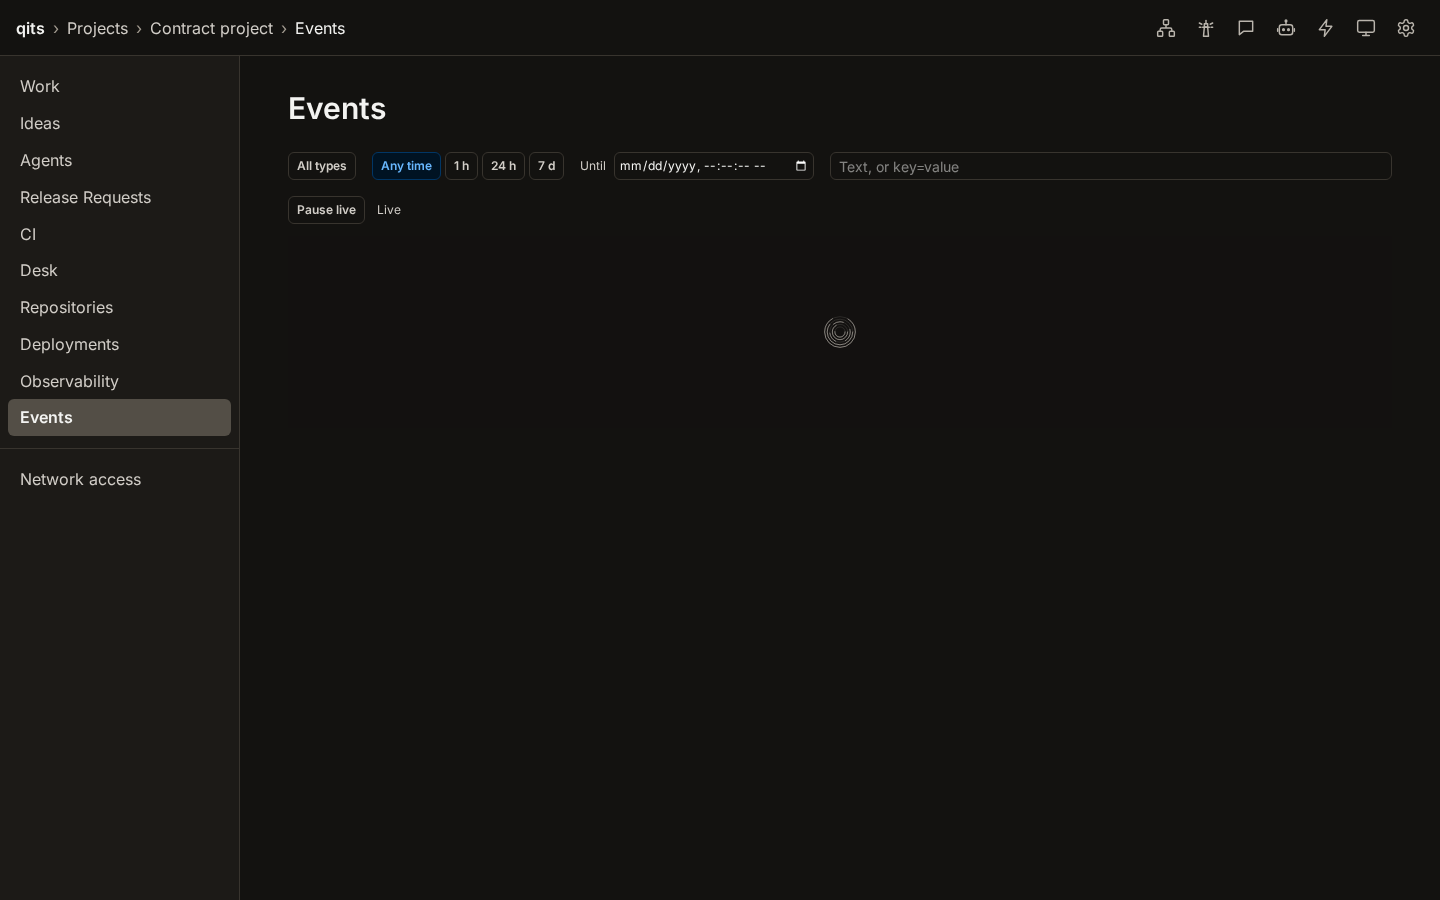 qits › Projects › Contract project › Events
Work
Ideas
Agents
Release Requests
CI
Desk
Repositories
Deployments
Observability
Events
Network access
Events
All types Any time 1 h 24 h 7 d Until mm/dd/yyyy, --:--:-- -- Text, or key=value
Pause live Live